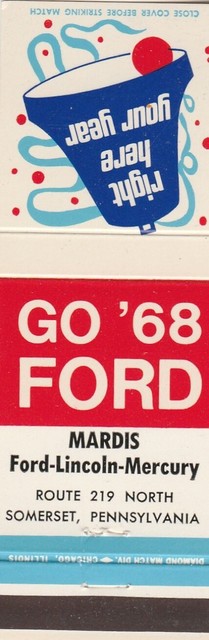 CLOSE COVER BEFORE STRIKING MATCH
right
here
your year
GO '68
FORD
MARDIS
Ford-Lincoln-Mercury
ROUTE 219 NORTH
SOMERSET, PENNSYLVANIA
DIAMOND MATCH DIV. CHICAGO, ILLINOIS